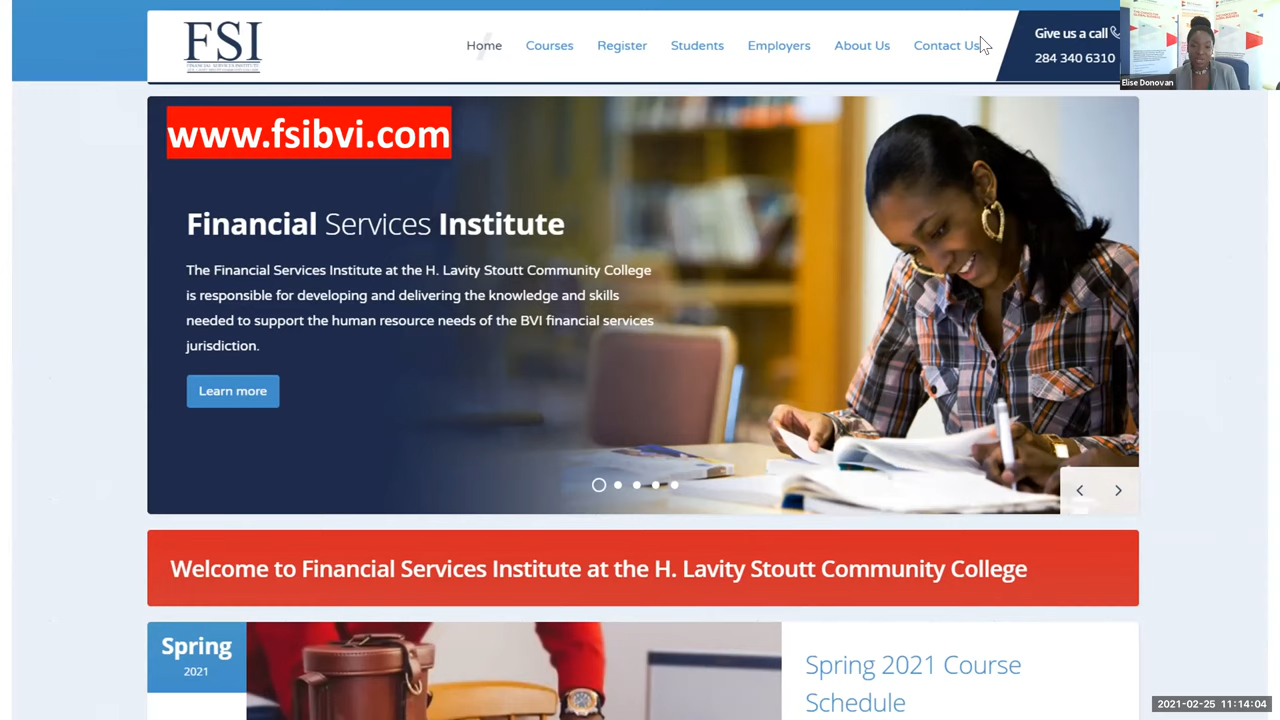 FSI
FINANCIAL SERVICES INSTITUTE
Home
Courses
Register
Students
Employers
About Us
Contact Us
Give us a call
284 340 6310
Elise Donovan
www.fsibvi.com
Financial Services Institute
The Financial Services Institute at the H. Lavity Stoutt Community College
is responsible for developing and delivering the knowledge and skills
needed to support the human resource needs of the BVI financial services
jurisdiction.
Learn more
Welcome to Financial Services Institute at the H. Lavity Stoutt Community College
Spring
2021
Spring 2021 Course
Schedule
2021-02-25 11:14:04